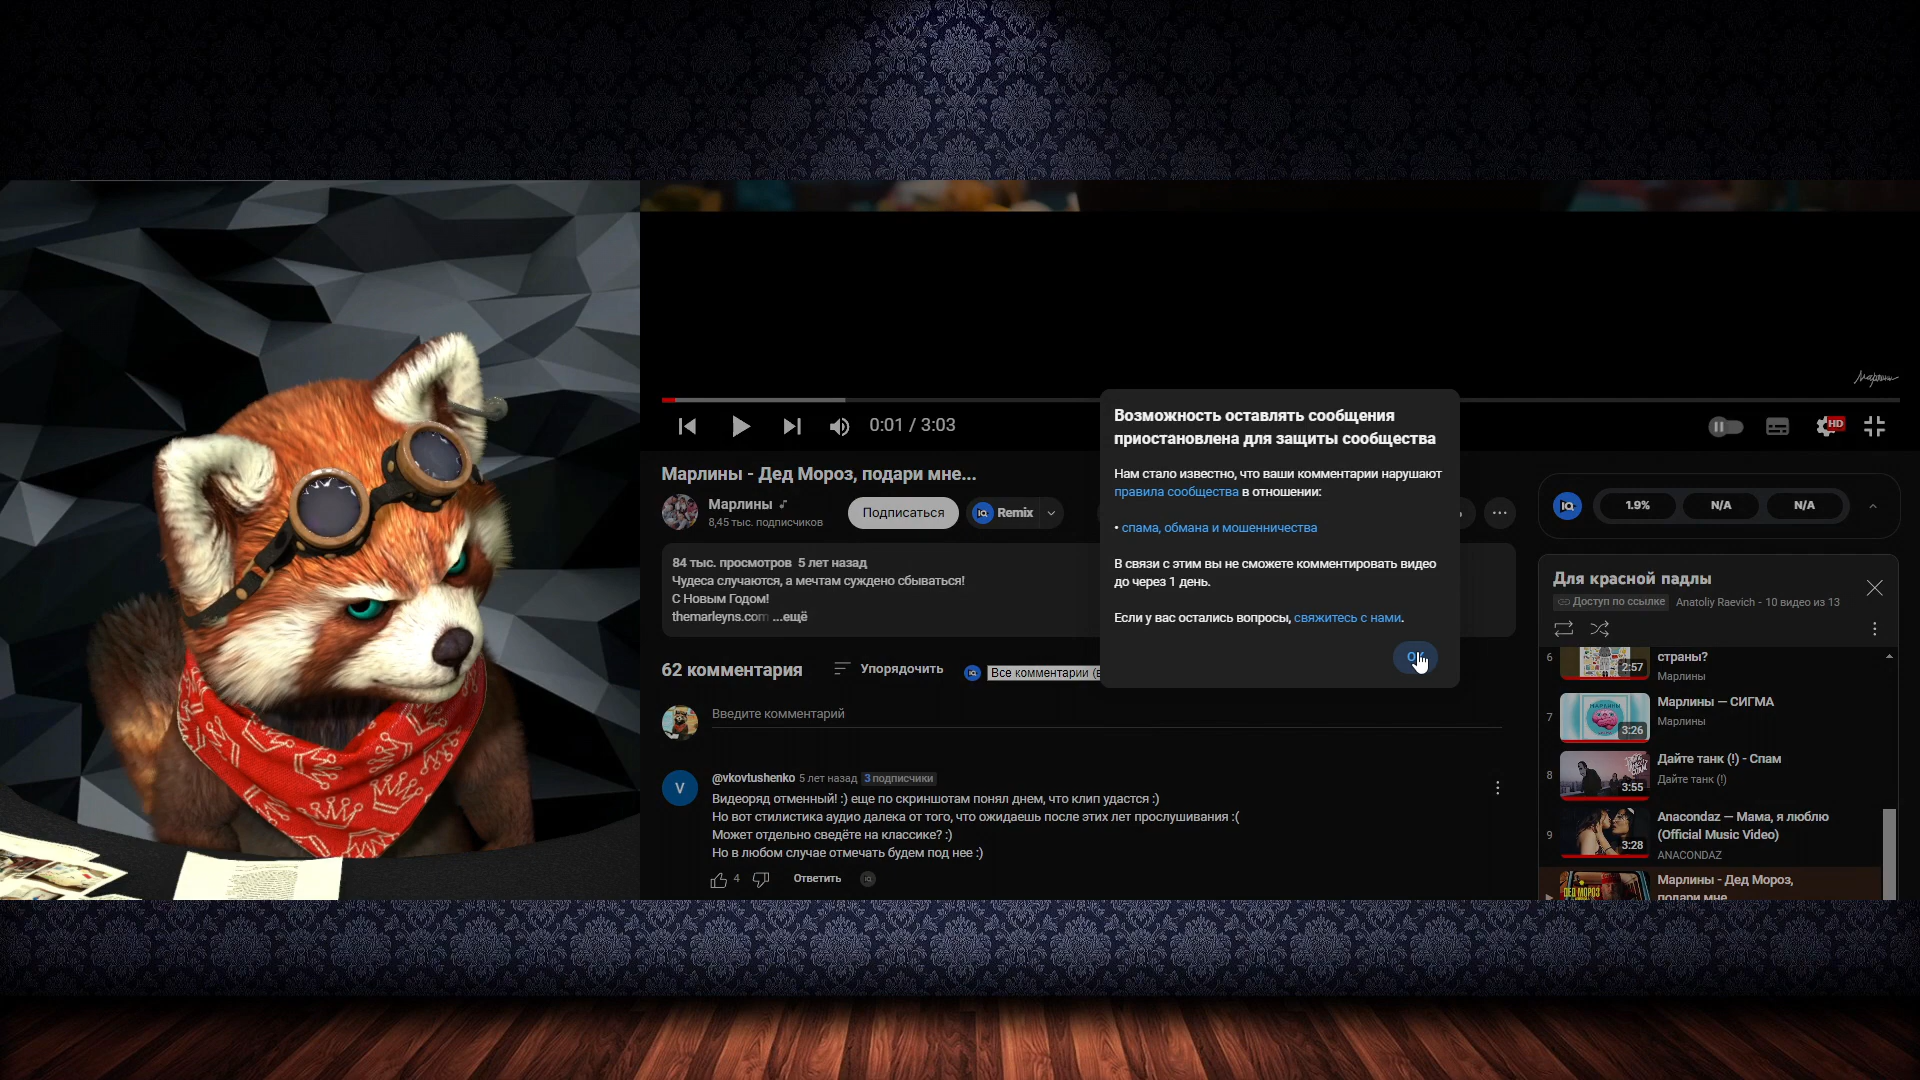 Марлины
0:01 / 3:03
HD
Возможность оставлять сообщения
приостановлена для защиты сообщества
Нам стало известно, что ваши комментарии нарушают
правила сообщества в отношении:
• спама, обмана и мошенничества
В связи с этим вы не сможете комментировать видео
до через 1 день.
Если у вас остались вопросы, свяжитесь с нами.
Марлины - Дед Мороз, подари мне...
Марлины
8,45 тыс. подписчиков
Подписаться
Remix
84 тыс. просмотров 5 лет назад
Чудеса случаются, а мечтам суждено сбываться!
С Новым Годом!
themarleyns.com ...ещё
62 комментария
Упорядочить
Все комментарии
Введите комментарий
V
@vkovtushenko 5 лет назад 3 подписчики
Видеоряд отменный! :) еще по скриншотам понял днем, что клип удастся :)
Но вот стилистика аудио далека от того, что ожидаешь после этих лет прослушивания :(
Может отдельно сведёте на классике? :)
Но в любом случае отмечать будем под нее :)
4
Ответить
IQ
1.9%
N/A
N/A
Для красной падлы
Доступ по ссылке Anatoliy Raevich - 10 видео из 13
6
2:57
страны?
Марлины
7
3:26
Марлины — СИГМА
Марлины
8
3:55
Дайте танк (!) - Спам
Дайте танк (!)
9
3:28
Anacondaz — Мама, я люблю
(Official Music Video)
ANACONDAZ
ДЕД МОРОЗ
Марлины - Дед Мороз,
подари мне...